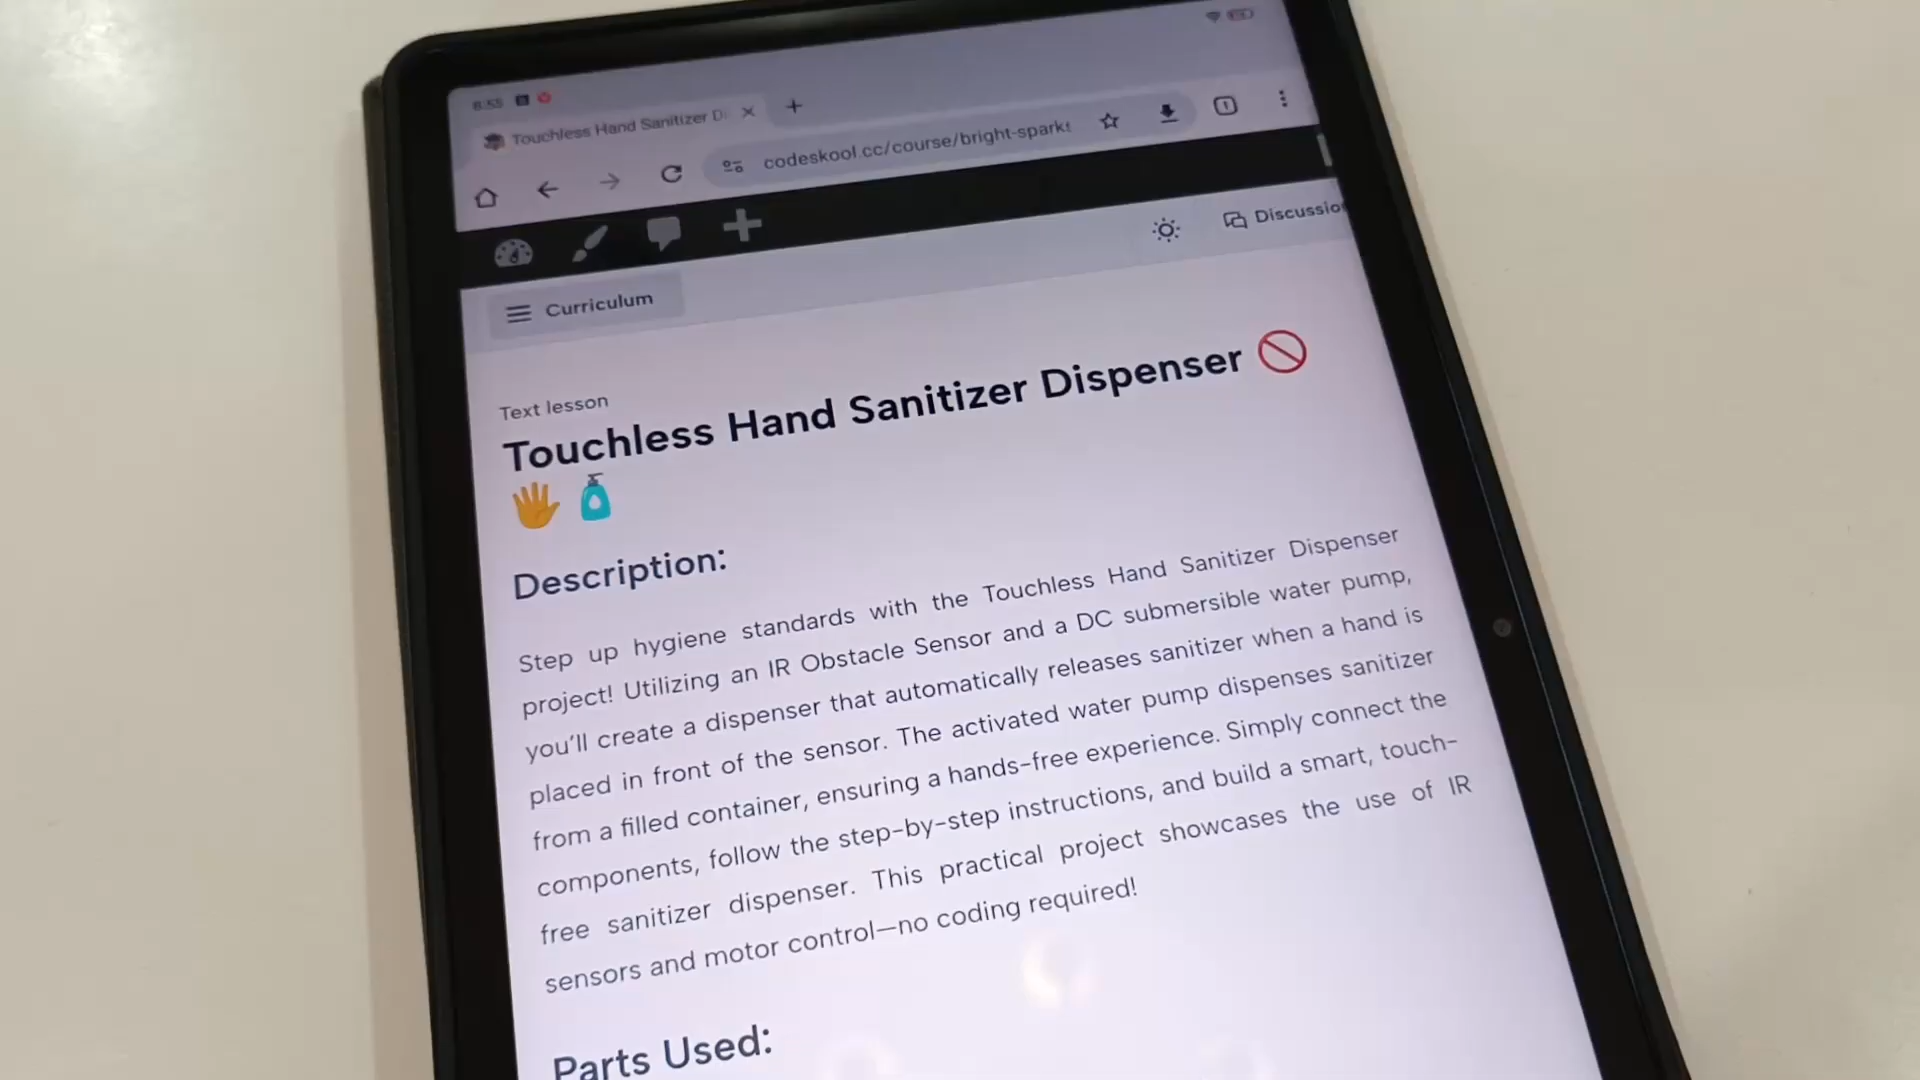 8:55
Touchless Hand Sanitizer D
codeskool.cc/course/bright-sparks
Discussion
Curriculum
Text lesson
Touchless Hand Sanitizer Dispenser 🚫
🖐️ 🧴
Description:
Step up hygiene standards with the Touchless Hand Sanitizer Dispenser
project! Utilizing an IR Obstacle Sensor and a DC submersible water pump,
you’ll create a dispenser that automatically releases sanitizer when a hand is
placed in front of the sensor. The activated water pump dispenses sanitizer
from a filled container, ensuring a hands-free experience. Simply connect the
components, follow the step-by-step instructions, and build a smart, touch-
free sanitizer dispenser. This practical project showcases the use of IR
sensors and motor control—no coding required!
Parts Used: